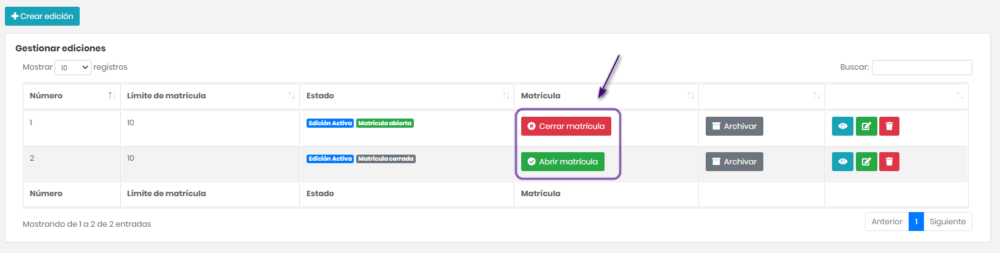 Crear edición
Gestionar ediciones
Mostrar 10 registros Buscar:
Número Límite de matrícula Estado Matrícula
1 10 Edición Activa Matrícula abierta Cerrar matrícula Archivar
2 10 Edición Activa Matrícula cerrada Abrir matrícula Archivar
Número Límite de matrícula Estado Matrícula
Mostrando de 1 a 2 de 2 entradas Anterior 1 Siguiente